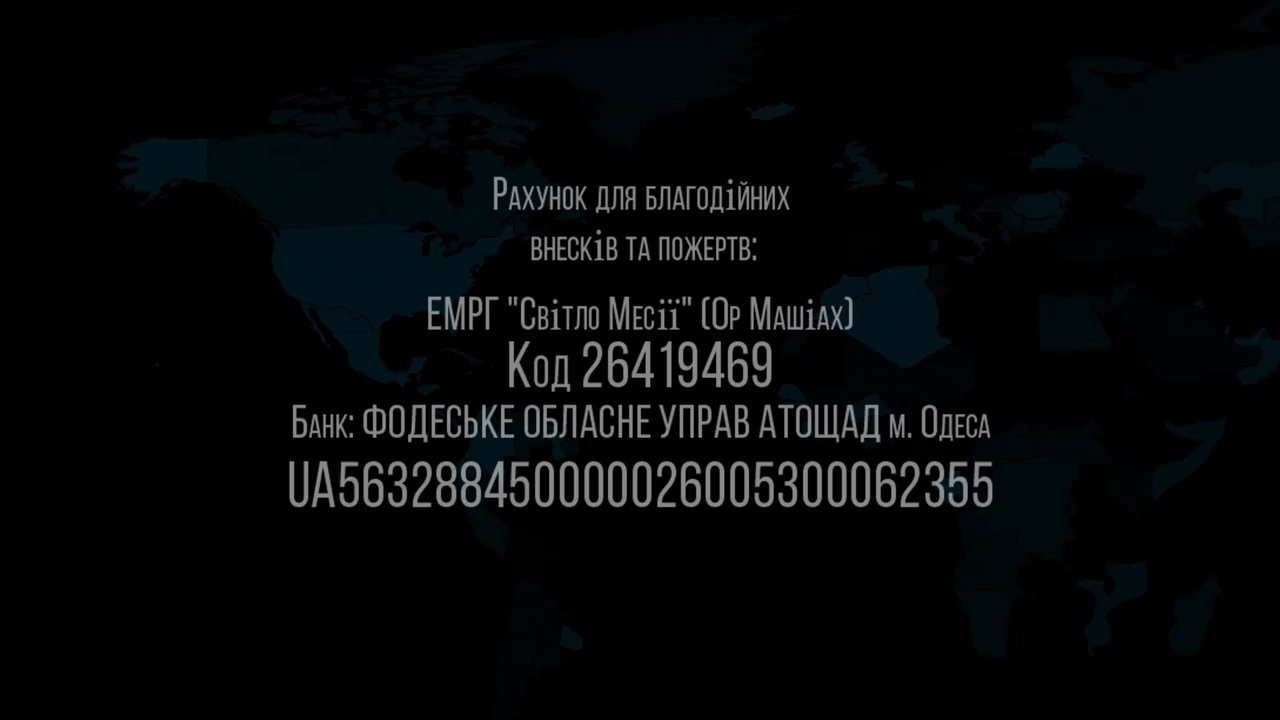 Рахунок для благодійних
внесків та пожертв:
ЕМРГ "Світло Месії" (Ор Машіах)
Код 26419469
Банк: ФОДЕСЬКЕ ОБЛАСНЕ УПРАВ АТОЩАД м. Одеса
UA563288450000026005300062355